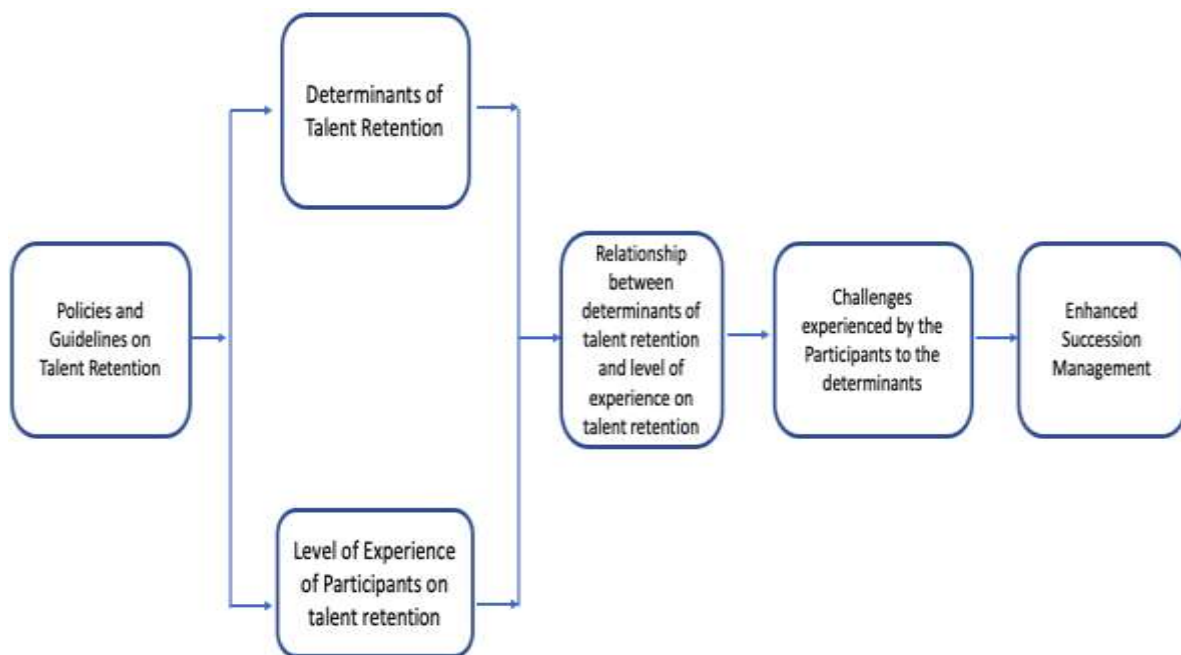 Determinants of
Talent Retention
Policies and
Guidelines on
Talent Retention
Level of Experience
of Participants on
talent retention
Relationship
between
determinants of
talent retention
and level of
experience on
talent retention
Challenges
experienced by the
Participants to the
determinants
Enhanced
Succession
Management